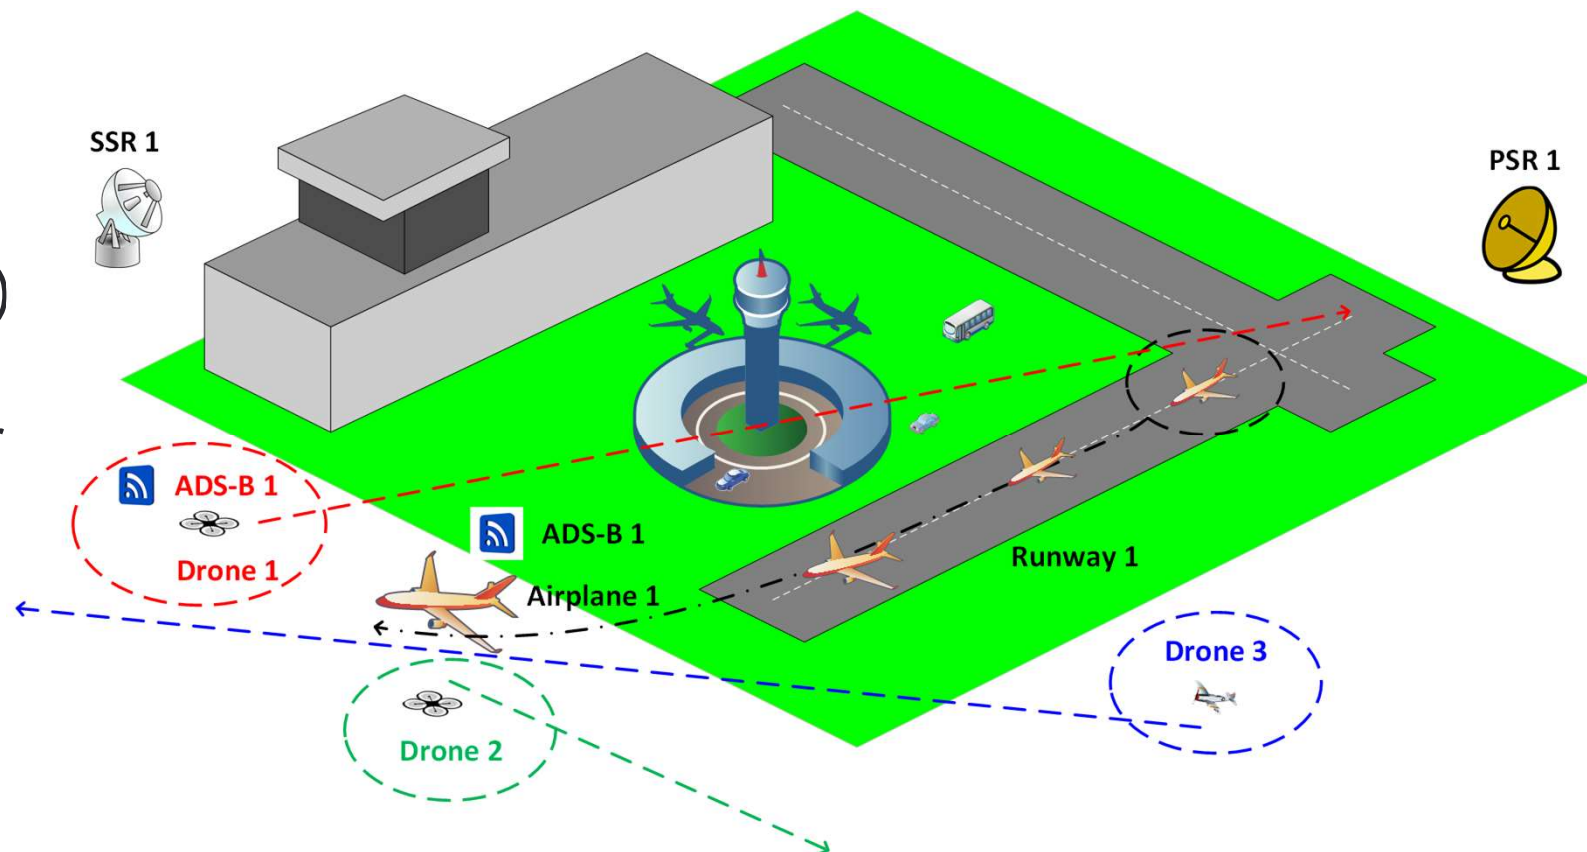 SSR 1
PSR 1
ADS-B 1
Drone 1
ADS-B 1
Airplane 1
Runway 1
Drone 3
Drone 2